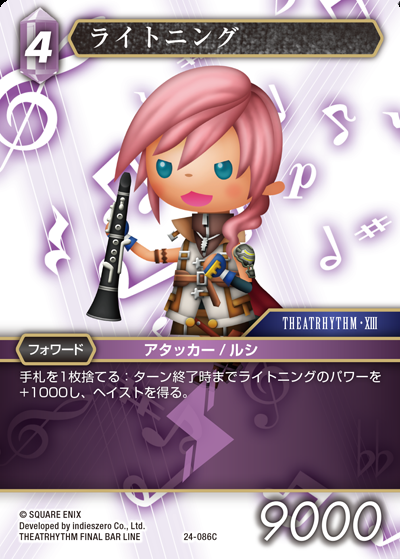 4
ライトニング
p
THEATRHYTHM・XIII
フォワード
アタッカー / ルシ
手札を1枚捨てる：ターン終了時までライトニングのパワーを
+1000し、ヘイストを得る。
© SQUARE ENIX
Developed by indieszero Co., Ltd.
THEATRHYTHM FINAL BAR LINE
24-086C
9000